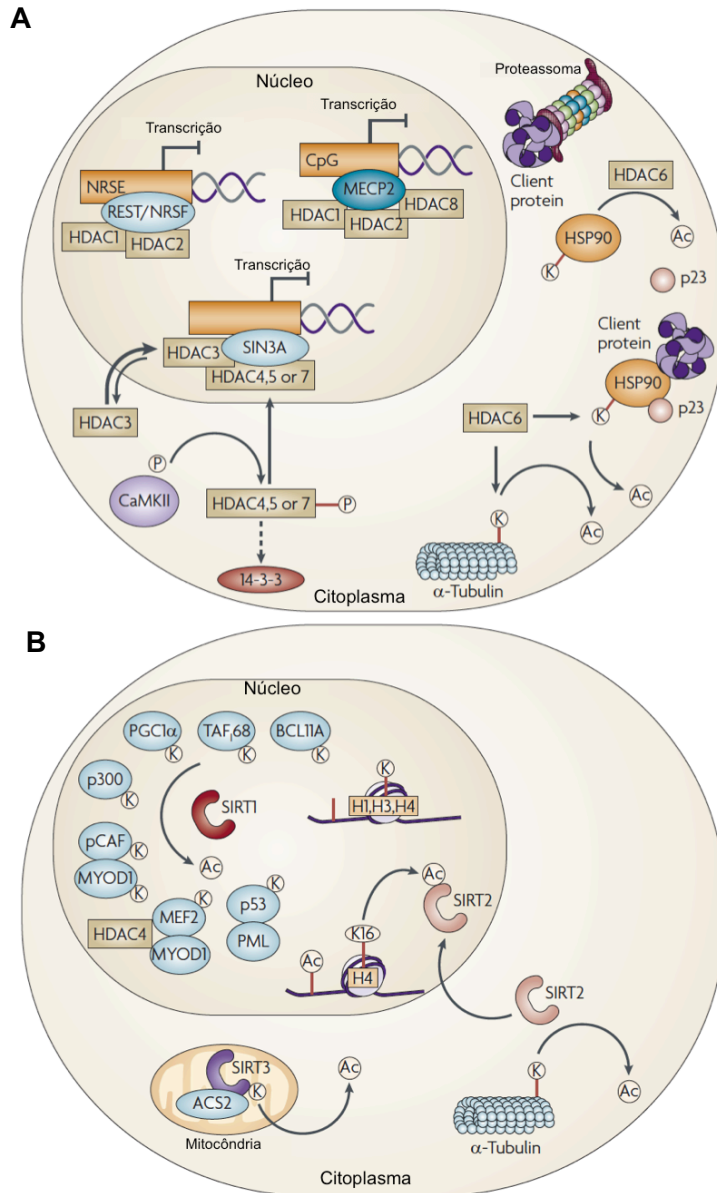 A
Núcleo
Transcrição
NRSE
REST/NRSF
HDAC1
HDAC2
Transcrição
CpG
MECP2
HDAC1
HDAC2
HDAC8
Transcrição
HDAC3
SIN3A
HDAC4,5 or 7
HDAC3
P
CaMKII
HDAC4,5 or 7
P
14-3-3
Citoplasma
Proteassoma
Client
protein
HDAC6
HSP90
K
Ac
p23
Client
protein
HSP90
K
p23
HDAC6
Ac
K
Ac
α-Tubulin
B
Núcleo
PGC1α
K
TAFI68
K
BCL11A
K
p300
K
SIRT1
pCAF
K
MYOD1
K
Ac
HDAC4
MEF2
K
MYOD1
p53
K
PML
K
H1,H3,H4
Ac
SIRT2
K16
Ac
H4
SIRT2
SIRT3
K
ACS2
Mitocôndria
Ac
K
Ac
α-Tubulin
Citoplasma